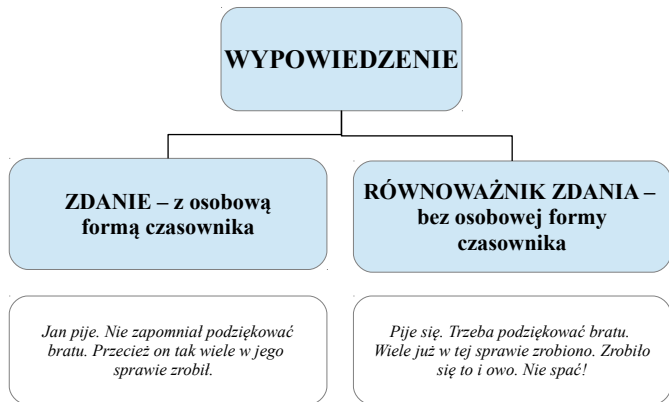 WYPOWIEDZENIE
ZDANIE – z osobową
formą czasownika
RÓWNOWAŻNIK ZDANIA –
bez osobowej formy
czasownika
Jan pije. Nie zapomniał podziękować
bratu. Przecież on tak wiele w jego
sprawie zrobił.
Pije się. Trzeba podziękować bratu.
Wiele już w tej sprawie zrobiono. Zrobiło
się to i owo. Nie spać!